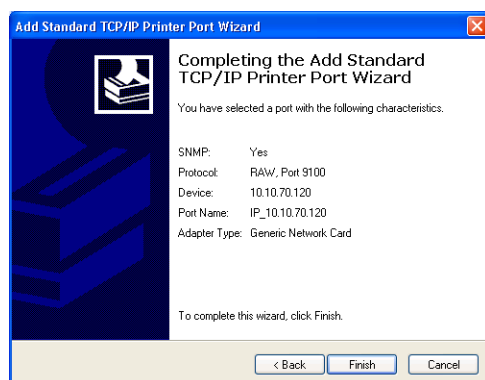 Add Standard TCP/IP Printer Port Wizard
Completing the Add Standard
TCP/IP Printer Port Wizard
You have selected a port with the following characteristics.
SNMP: Yes
Protocol: RAW, Port 9100
Device: 10.10.70.120
Port Name: IP_10.10.70.120
Adapter Type: Generic Network Card
To complete this wizard, click Finish.
< Back Finish Cancel